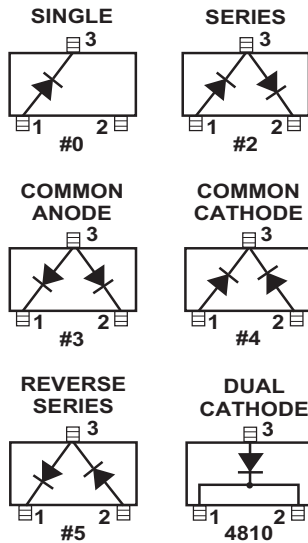 SINGLE
3
1 2
#0
SERIES
3
1 2
#2
COMMON
ANODE
3
1 2
#3
COMMON
CATHODE
3
1 2
#4
REVERSE
SERIES
3
1 2
#5
DUAL
CATHODE
3
1 2
4810